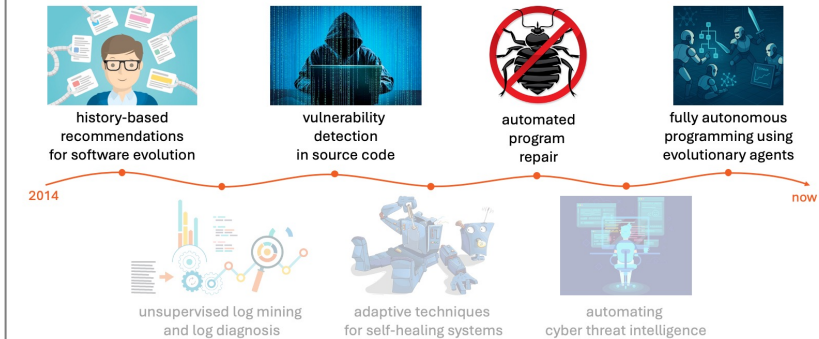 history-based
recommendations
for software evolution
vulnerability
detection
in source code
automated
program
repair
fully autonomous
programming using
evolutionary agents
2014
now
unsupervised log mining
and log diagnosis
adaptive techniques
for self-healing systems
automating
cyber threat intelligence